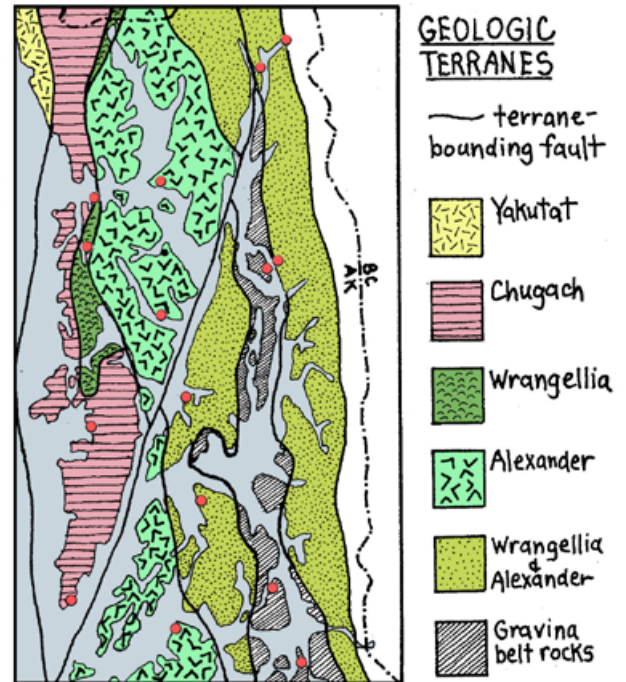 GEOLOGIC
TERRANES
terrane-
bounding fault
Yakutat
Chugach
Wrangellia
Alexander
Wrangellia
&
Alexander
Gravina
belt rocks
BC
AK